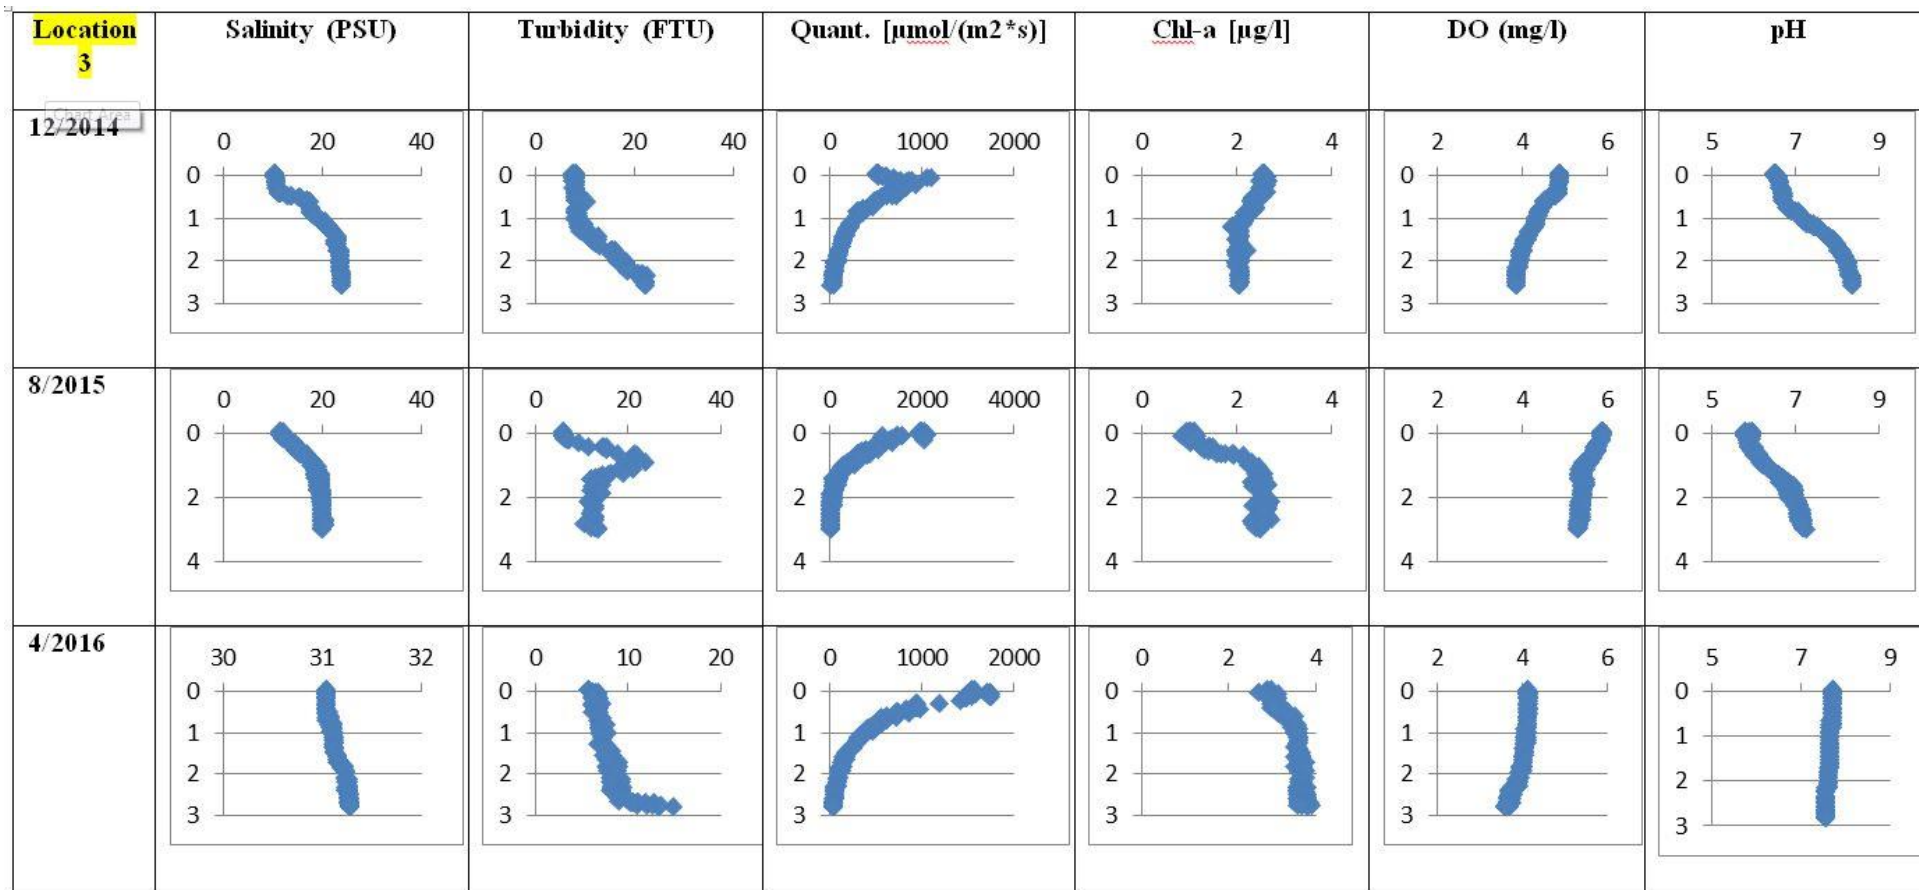 Location
3
Salinity (PSU)
Turbidity (FTU)
Quant. [µmol/(m2*s)]
Chl-a [µg/l]
DO (mg/l)
pH
Chart Area
12/2014
0 20 40
0
1
2
3
0 20 40
0
1
2
3
0 1000 2000
0
1
2
3
0 2 4
0
1
2
3
2 4 6
0
1
2
3
5 7 9
0
1
2
3
8/2015
0 20 40
0
2
4
0 20 40
0
2
4
0 2000 4000
0
2
4
0 2 4
0
2
4
2 4 6
0
2
4
5 7 9
0
2
4
4/2016
30 31 32
0
1
2
3
0 10 20
0
1
2
3
0 1000 2000
0
1
2
3
0 2 4
0
1
2
3
2 4 6
0
1
2
3
5 7 9
0
1
2
3